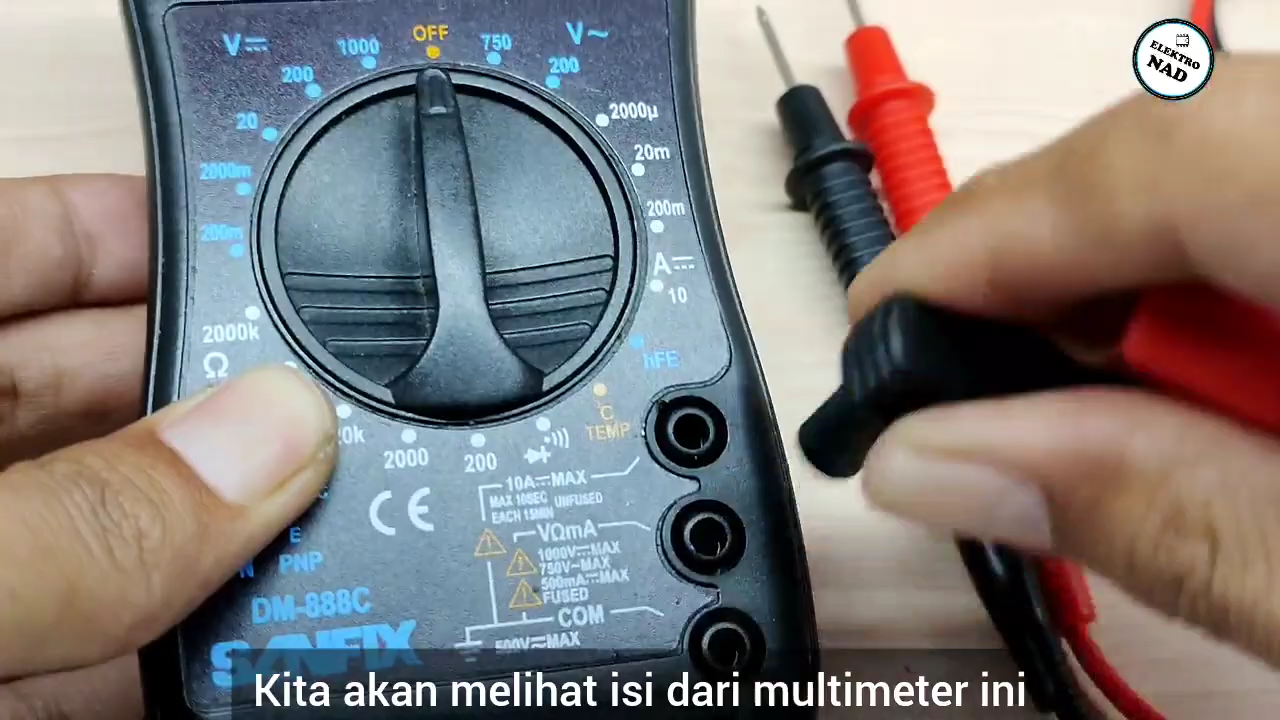 OFF
V⎓
1000
750
V~
200
200
20
2000m
200m
2000µ
20m
200m
A⎓
10
hFE
°C
TEMP
2000k
Ω
2000
200
10A⎓MAX
MAX 10SEC UNFUSED
EACH 15MIN
VΩmA
1000V⎓MAX
750V~MAX
500mA⎓MAX
FUSED
COM
500V⎓MAX
CE
E
N PNP
DM-888C
SANFIX
ELEKTRO
NAD
Kita akan melihat isi dari multimeter ini